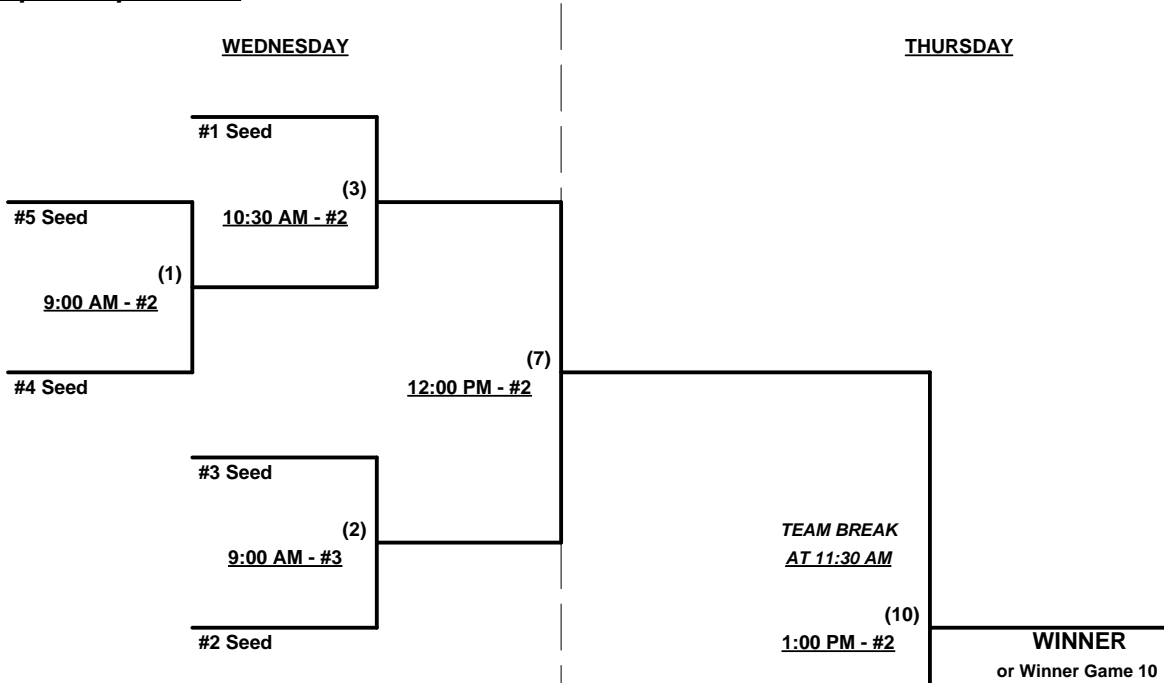 WEDNESDAY
THURSDAY
#1 Seed
(3)
10:30 AM - #2
#5 Seed
(1)
9:00 AM - #2
#4 Seed
(7)
12:00 PM - #2
#3 Seed
(2)
9:00 AM - #3
#2 Seed
TEAM BREAK
AT 11:30 AM
(10)
1:00 PM - #2
WINNER
or Winner Game 10